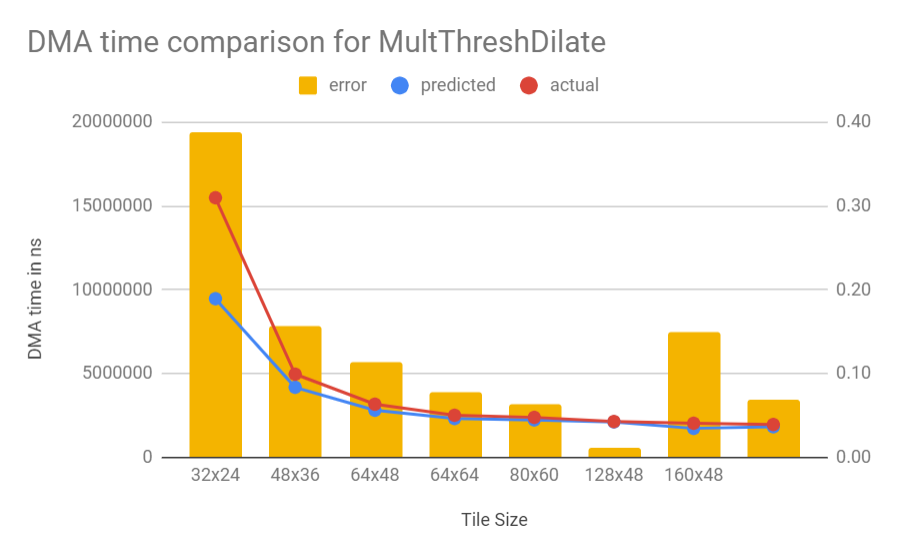 DMA time comparison for MultThreshDilate
error predicted actual
20000000 0.40
15000000 0.30
10000000 0.20
5000000 0.10
0 0.00
DMA time in ns
32x24 48x36 64x48 64x64 80x60 128x48 160x48
Tile Size